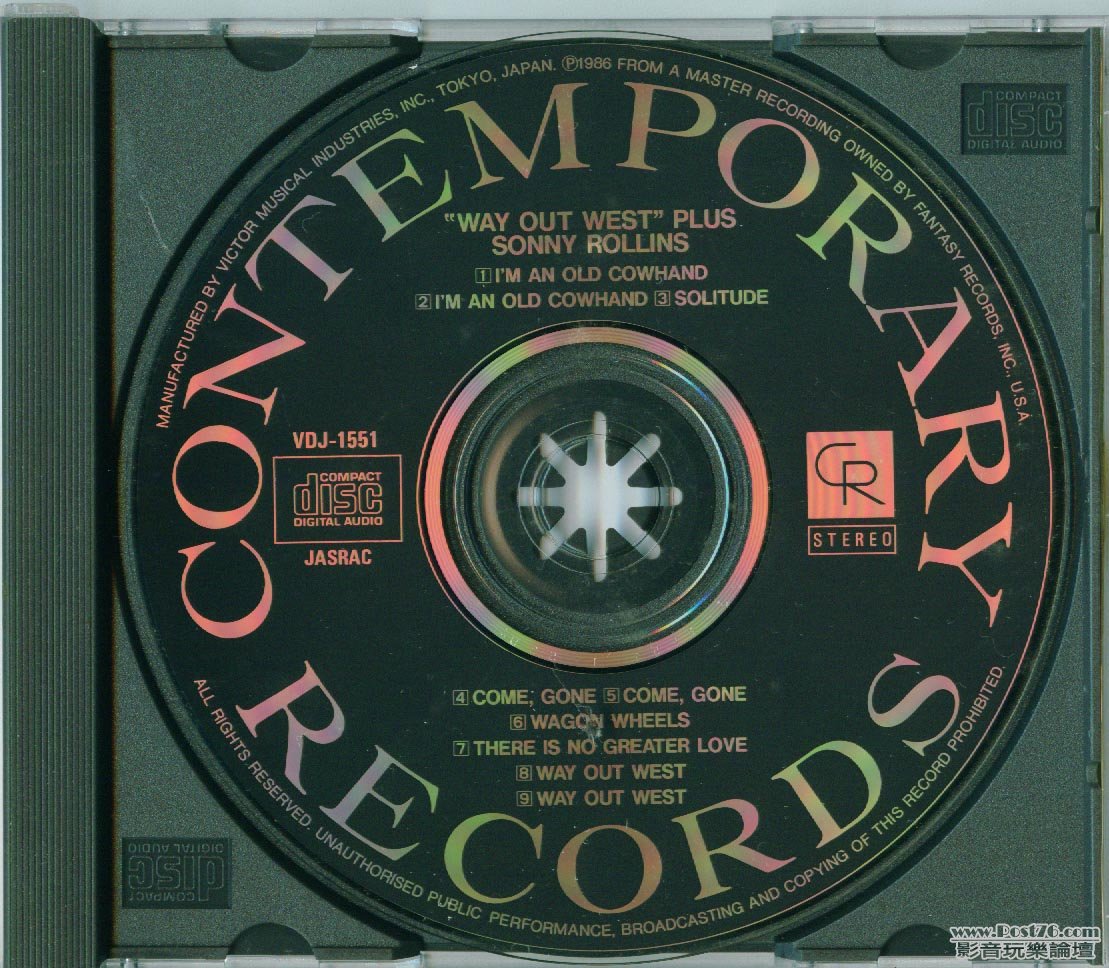 MANUFACTURED BY VICTOR MUSICAL INDUSTRIES, INC., TOKYO, JAPAN. Ⓟ1986 FROM A MASTER RECORDING OWNED BY FANTASY RECORDS, INC., U.S.A.
CONTEMPORARY
"WAY OUT WEST" PLUS
SONNY ROLLINS
1 I'M AN OLD COWHAND
2 I'M AN OLD COWHAND 3 SOLITUDE
VDJ-1551
COMPACT
disc
DIGITAL AUDIO
JASRAC
CR
STEREO
4 COME, GONE 5 COME, GONE
6 WAGON WHEELS
7 THERE IS NO GREATER LOVE
8 WAY OUT WEST
9 WAY OUT WEST
RECORDS
ALL RIGHTS RESERVED. UNAUTHORISED PUBLIC PERFORMANCE, BROADCASTING AND COPYING OF THIS RECORD PROHIBITED.
COMPACT
disc
DIGITAL AUDIO
COMPACT
disc
DIGITAL AUDIO
www.Post76.com
影音玩樂論壇